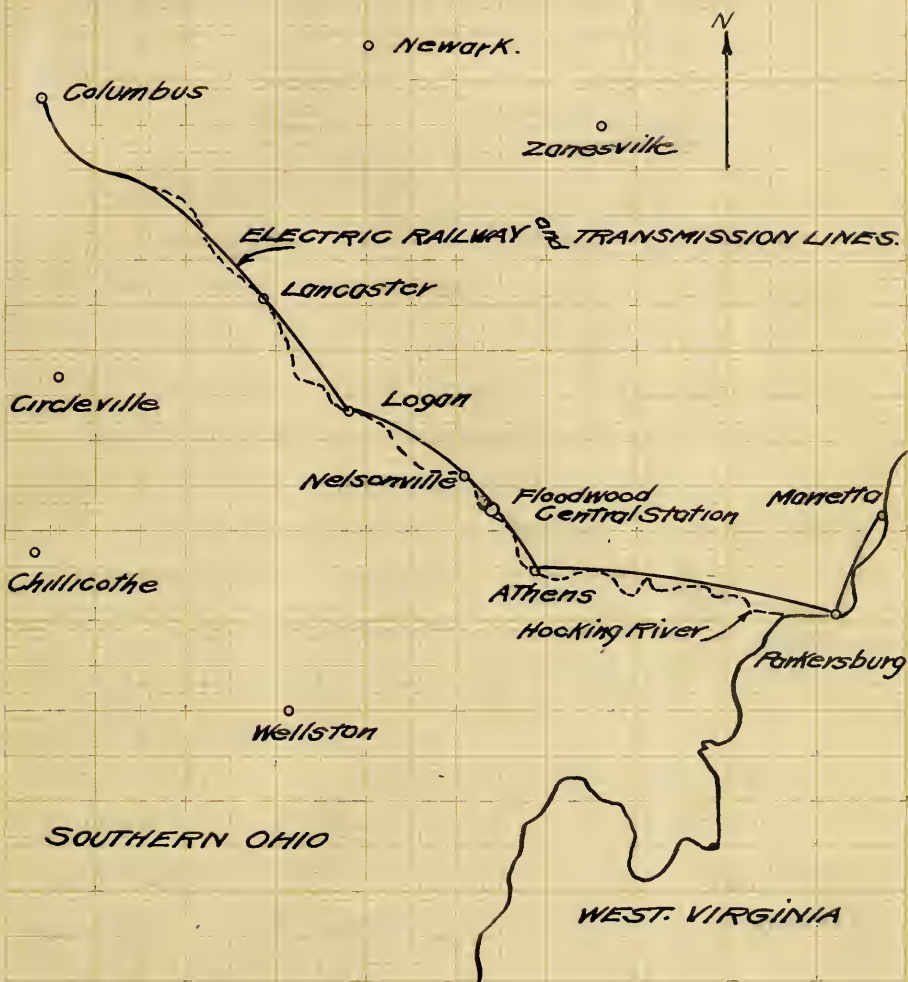 N
Newark.
Columbus
Zanesville
ELECTRIC RAILWAY and TRANSMISSION LINES.
Lancaster
Circleville
Logan
Nelsonville
Floodwood
Central Station
Marietta
Chillicothe
Athens
Hocking River
Parkersburg
Wellston
SOUTHERN OHIO
WEST. VIRGINIA